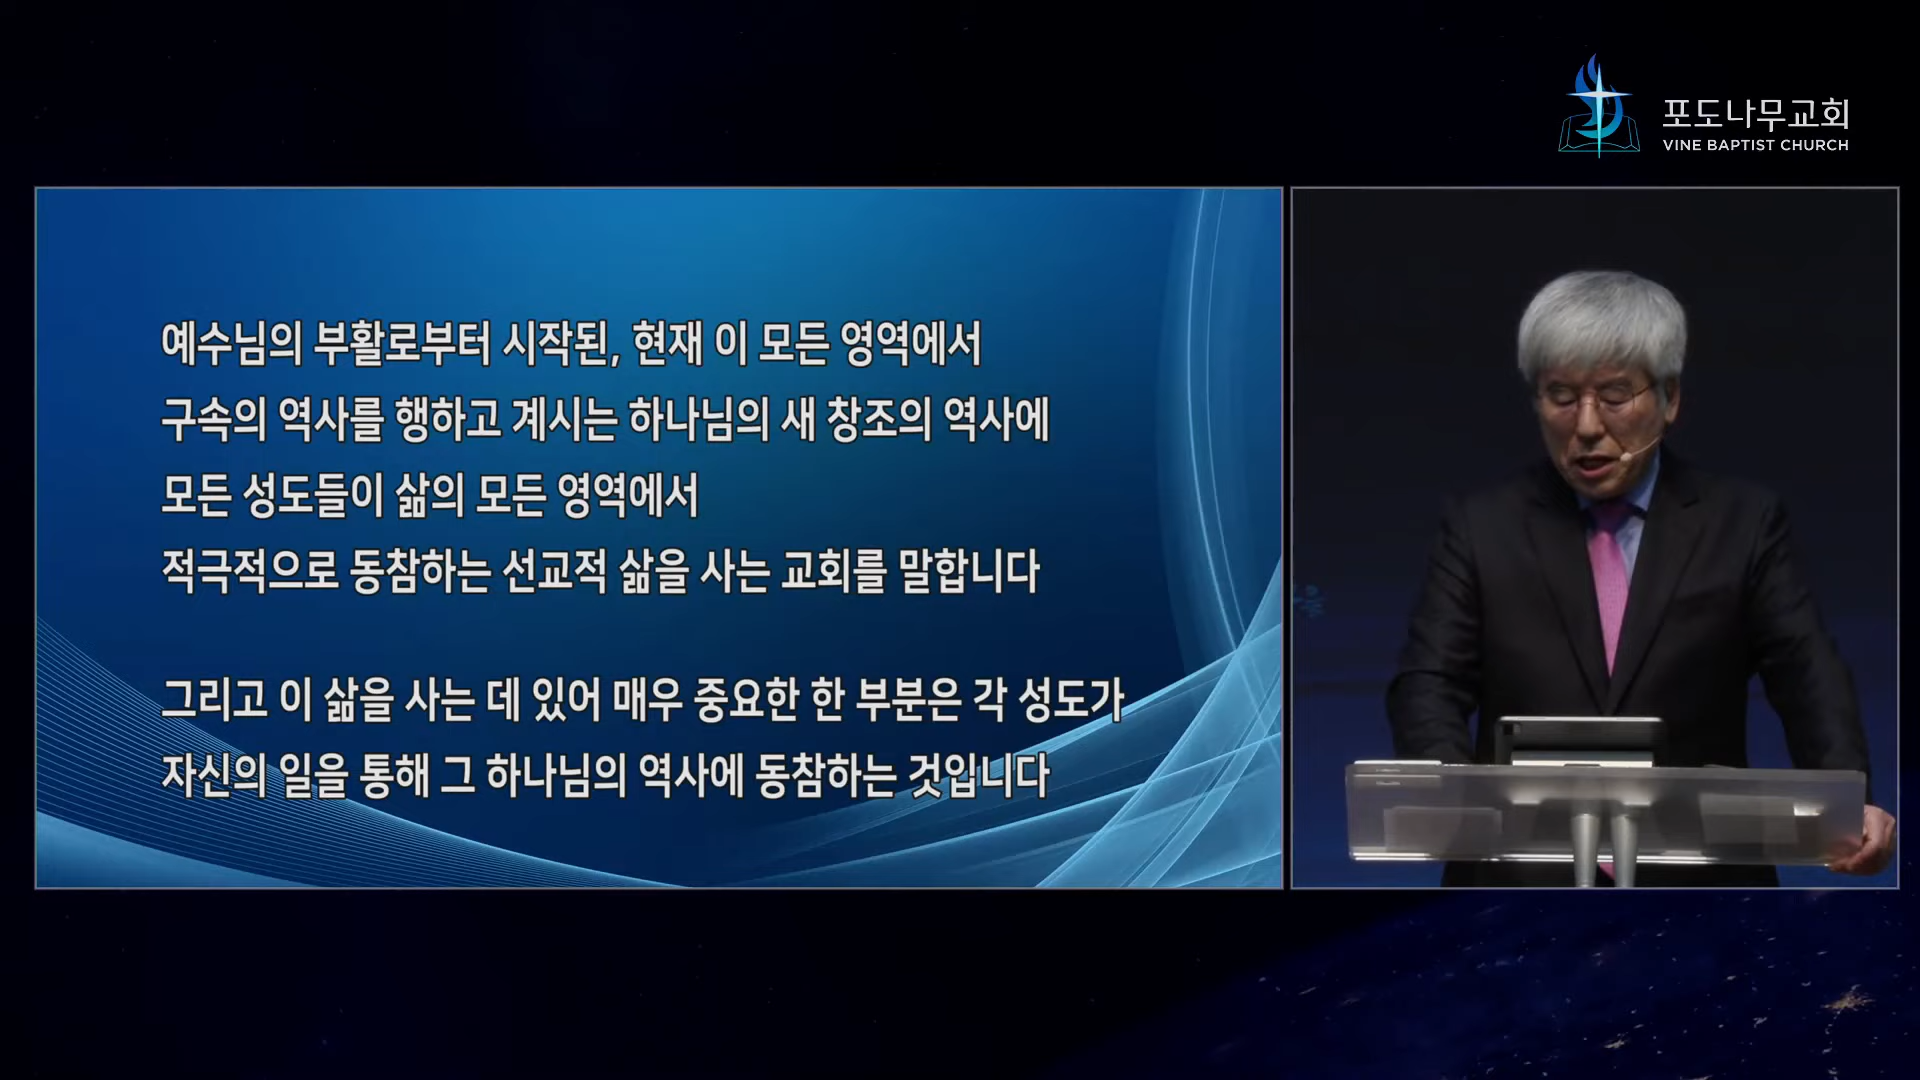 포도나무교회
VINE BAPTIST CHURCH
예수님의 부활로부터 시작된, 현재 이 모든 영역에서
구속의 역사를 행하고 계시는 하나님의 새 창조의 역사에
모든 성도들이 삶의 모든 영역에서
적극적으로 동참하는 선교적 삶을 사는 교회를 말합니다
그리고 이 삶을 사는 데 있어 매우 중요한 한 부분은 각 성도가
자신의 일을 통해 그 하나님의 역사에 동참하는 것입니다